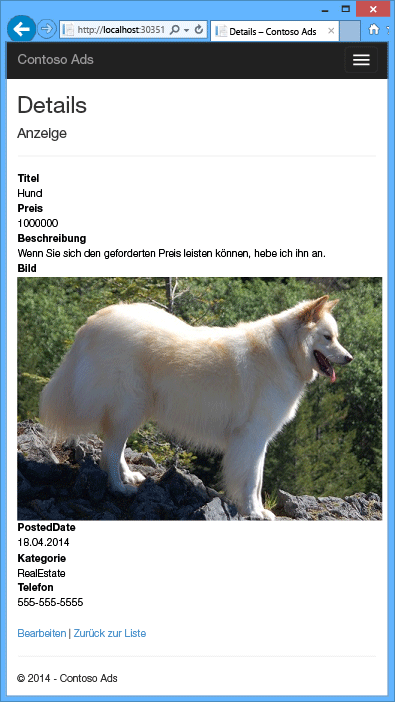 http://localhost:30351
Details – Contoso Ads
Contoso Ads
Details
Anzeige
Titel
Hund
Preis
1000000
Beschreibung
Wenn Sie sich den geforderten Preis leisten können, hebe ich ihn an.
Bild
PostedDate
18.04.2014
Kategorie
RealEstate
Telefon
555-555-5555
Bearbeiten | Zurück zur Liste
© 2014 - Contoso Ads